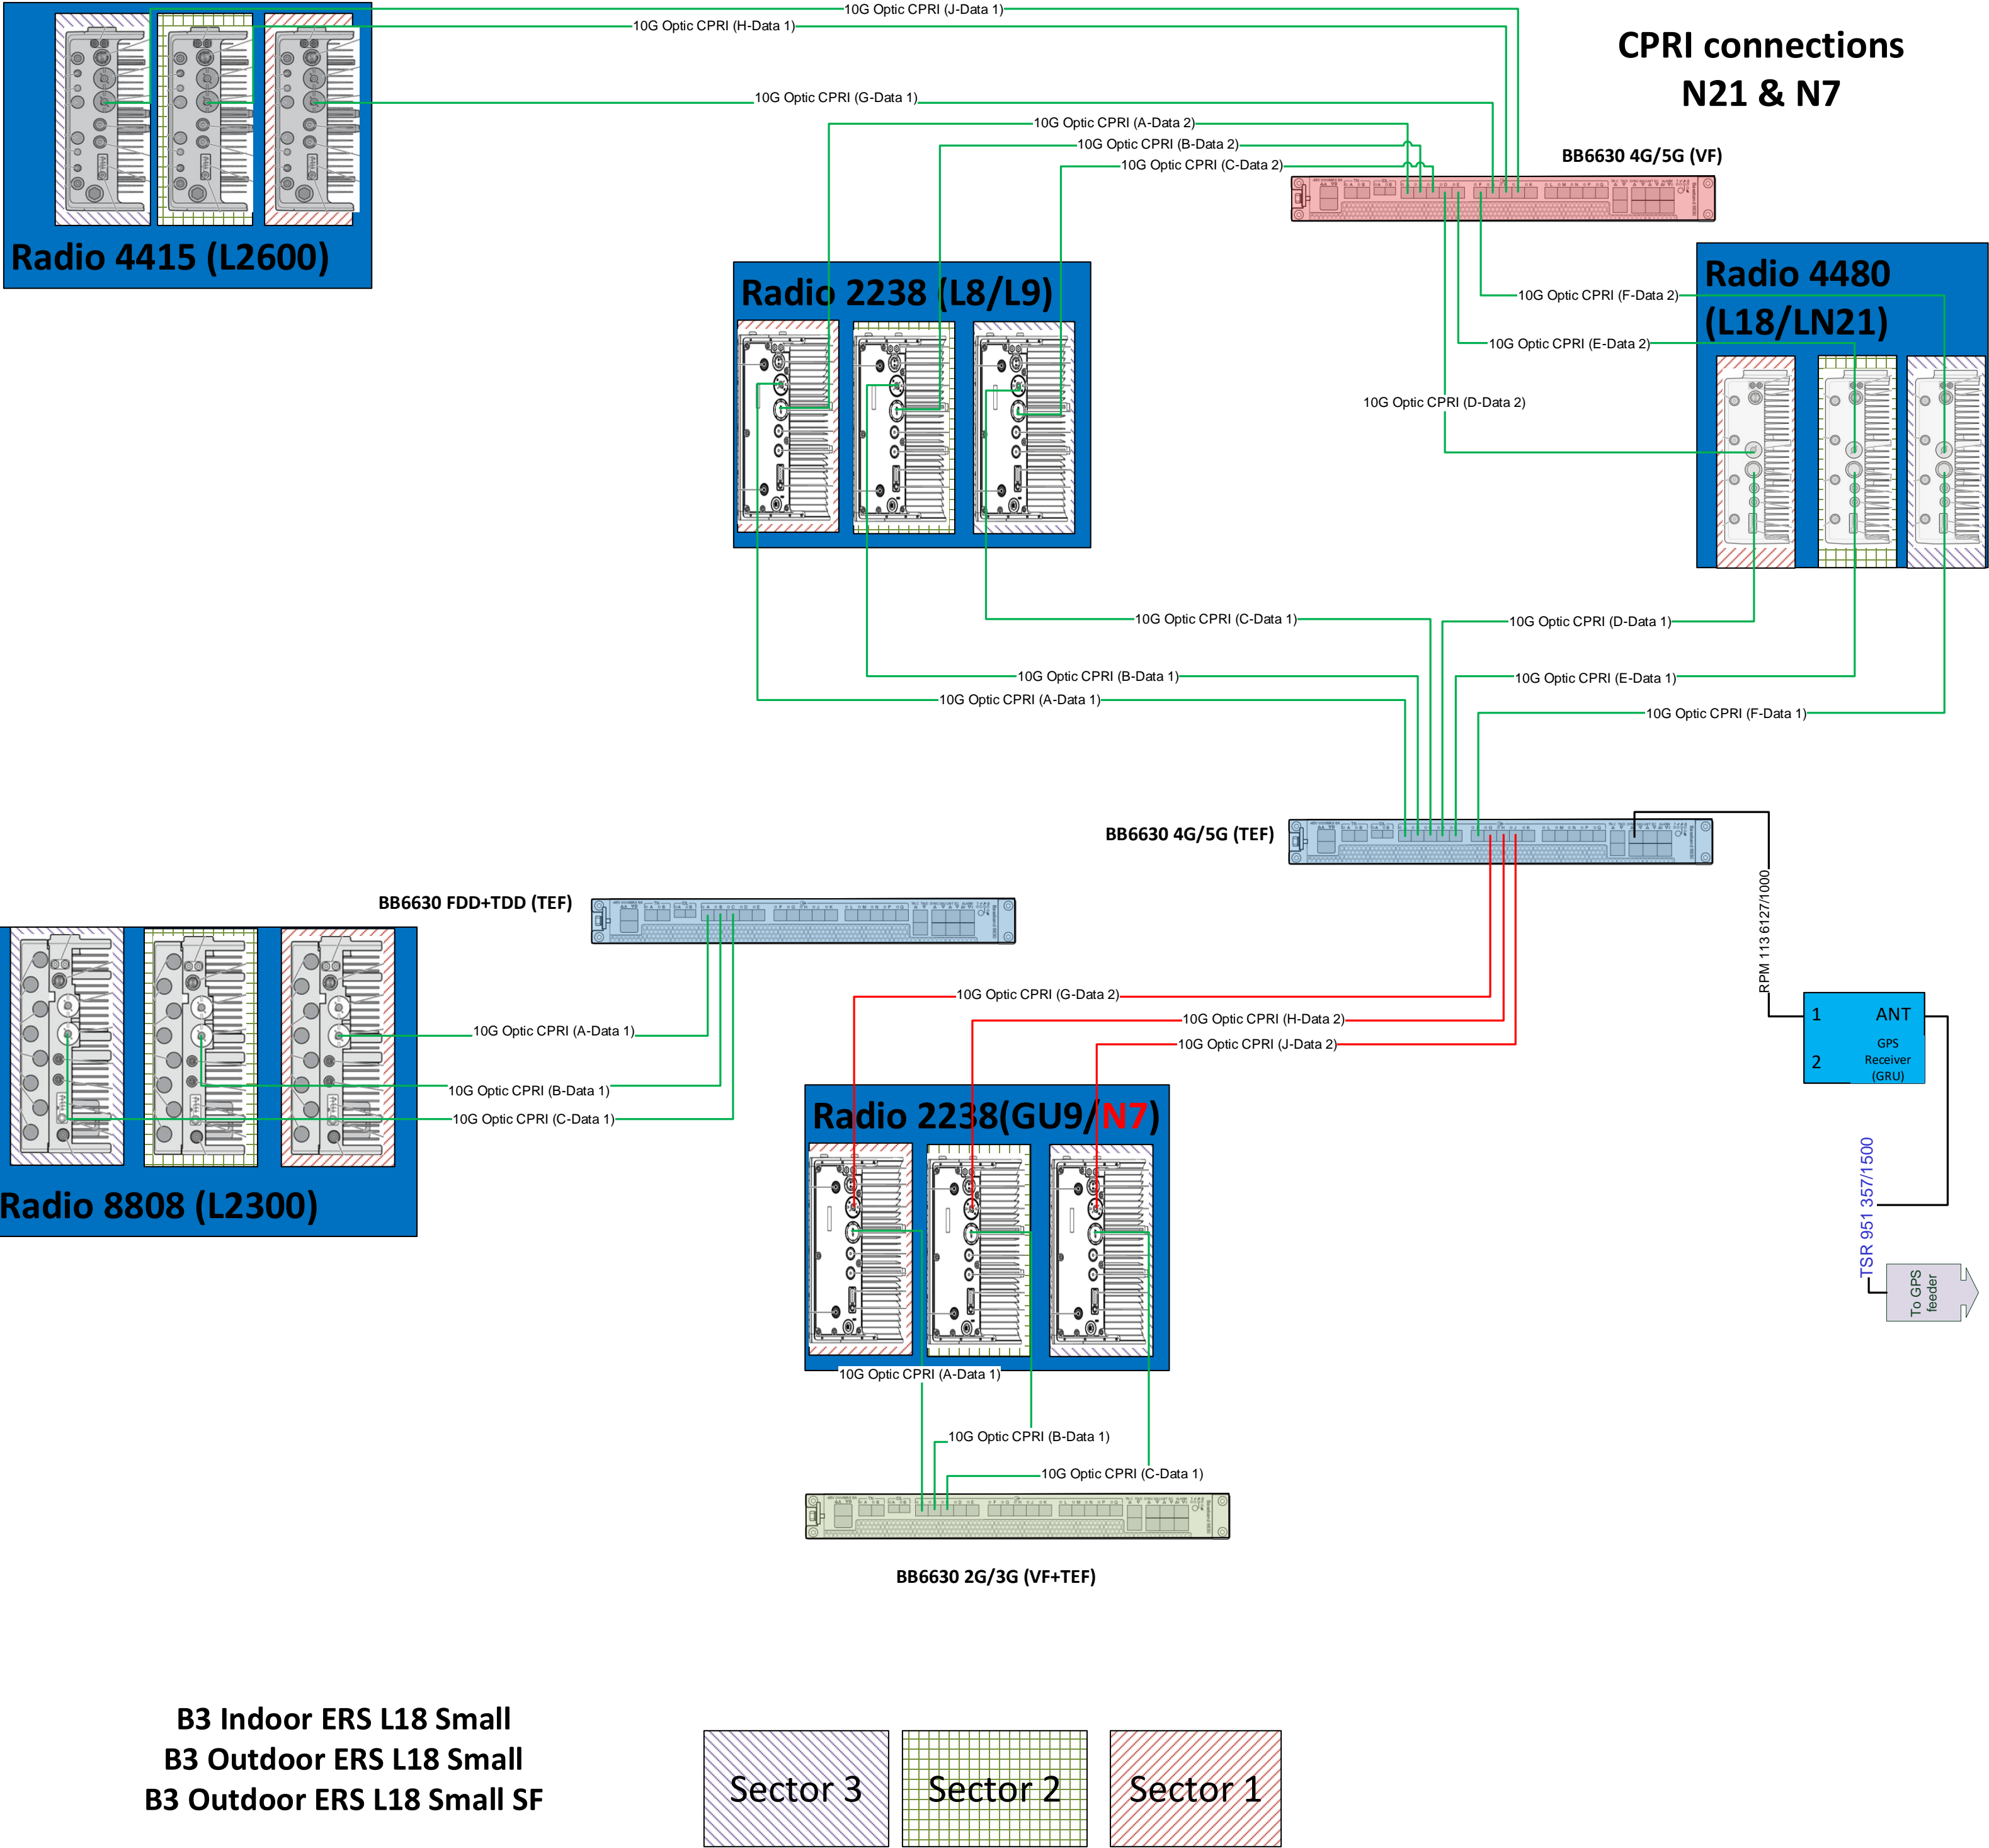 10G Optic CPRI (J-Data 1)
10G Optic CPRI (H-Data 1)
CPRI connections
N21 & N7
10G Optic CPRI (G-Data 1)
10G Optic CPRI (A-Data 2)
10G Optic CPRI (B-Data 2)
10G Optic CPRI (C-Data 2)
BB6630 4G/5G (VF)
Radio 4415 (L2600)
Radio 2238 (L8/L9)
Radio 4480
(L18/LN21)
10G Optic CPRI (F-Data 2)
10G Optic CPRI (E-Data 2)
10G Optic CPRI (D-Data 2)
10G Optic CPRI (C-Data 1)
10G Optic CPRI (D-Data 1)
10G Optic CPRI (B-Data 1)
10G Optic CPRI (E-Data 1)
10G Optic CPRI (A-Data 1)
10G Optic CPRI (F-Data 1)
BB6630 4G/5G (TEF)
BB6630 FDD+TDD (TEF)
RPM 113 6127/1000
10G Optic CPRI (G-Data 2)
10G Optic CPRI (H-Data 2)
10G Optic CPRI (J-Data 2)
10G Optic CPRI (A-Data 1)
10G Optic CPRI (B-Data 1)
10G Optic CPRI (C-Data 1)
1 ANT
2
GPS
Receiver
(GRU)
Radio 2238(GU9/N7)
Radio 8808 (L2300)
TSR 951 357/1500
To GPS
feeder
10G Optic CPRI (A-Data 1)
10G Optic CPRI (B-Data 1)
10G Optic CPRI (C-Data 1)
BB6630 2G/3G (VF+TEF)
B3 Indoor ERS L18 Small
B3 Outdoor ERS L18 Small
B3 Outdoor ERS L18 Small SF
Sector 3
Sector 2
Sector 1